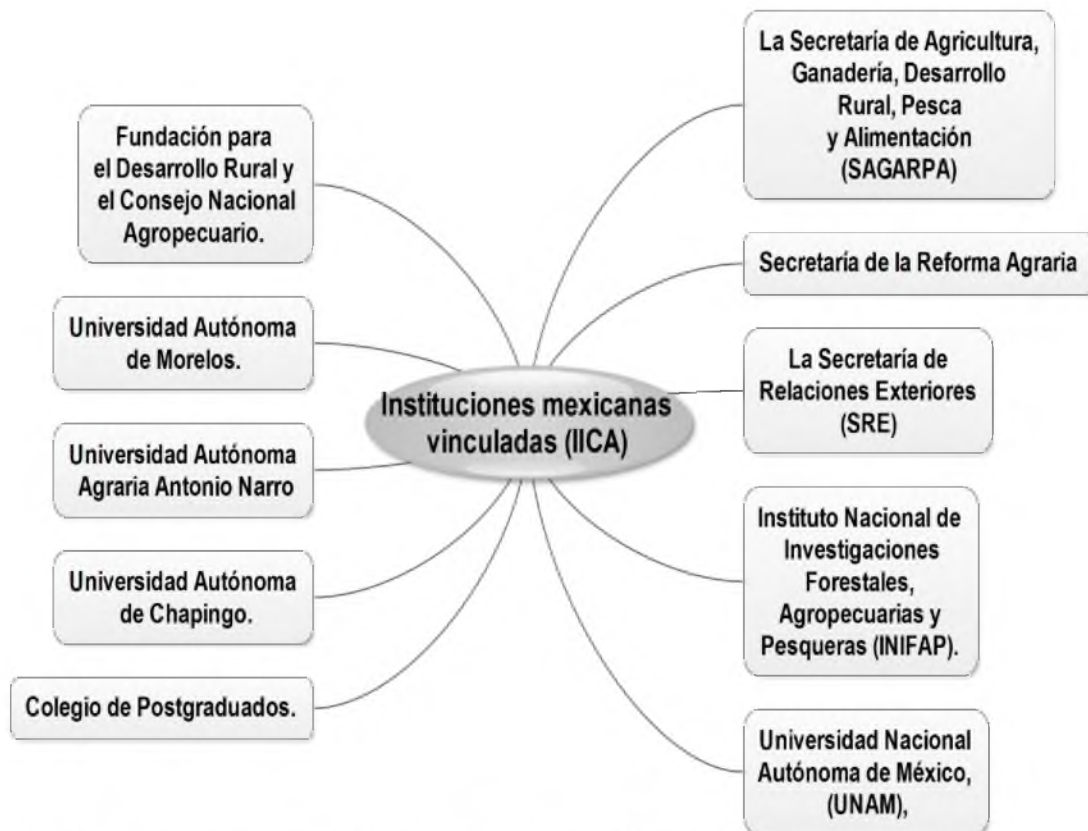 La Secretaría de Agricultura,
Ganadería, Desarrollo
Rural, Pesca
y Alimentación
(SAGARPA)
Secretaría de la Reforma Agraria
La Secretaría de
Relaciones Exteriores
(SRE)
Instituto Nacional de
Investigaciones
Forestales,
Agropecuarias y
Pesqueras (INIFAP).
Universidad Nacional
Autónoma de México,
(UNAM),
Instituciones mexicanas
vinculadas (IICA)
Fundación para
el Desarrollo Rural y
el Consejo Nacional
Agropecuario.
Universidad Autónoma
de Morelos.
Universidad Autónoma
Agraria Antonio Narro
Universidad Autónoma
de Chapingo.
Colegio de Postgraduados.